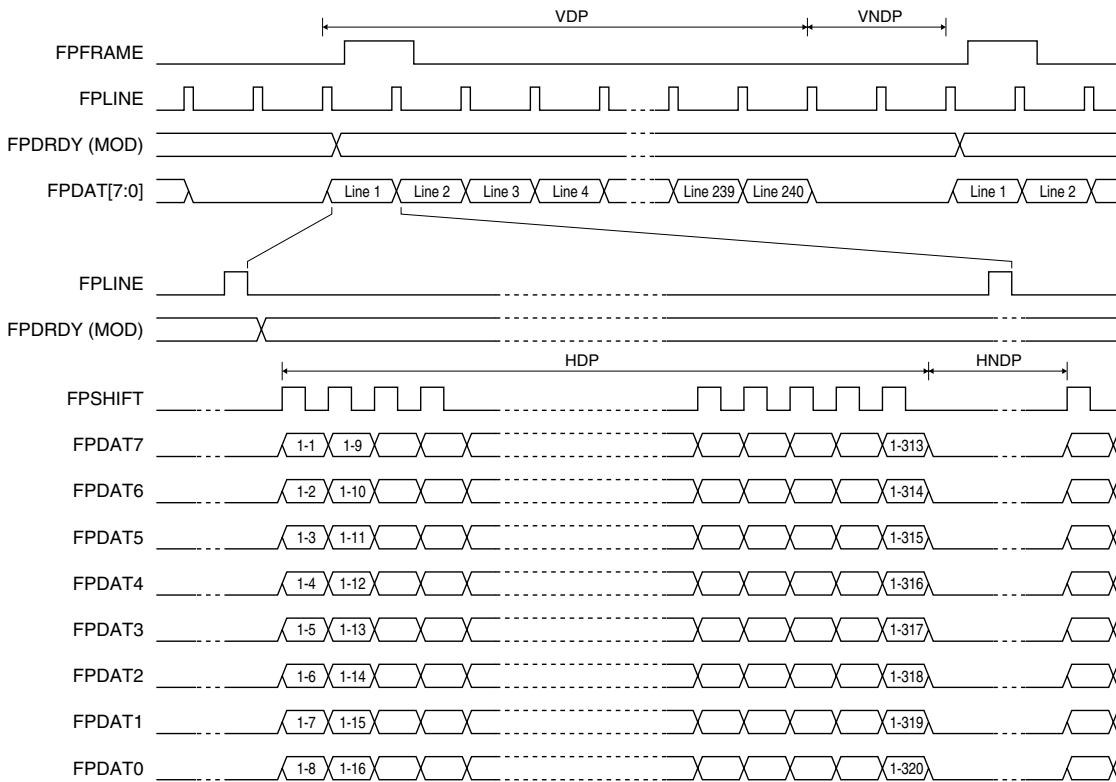 VDP VNDP
FPFRAME
FPLINE
FPDRDY (MOD)
FPDAT[7:0] Line 1 Line 2 Line 3 Line 4 Line 239 Line 240 Line 1 Line 2
FPLINE
FPDRDY (MOD)
HDP HNDP
FPSHIFT
FPDAT7 1-1 1-9 1-313
FPDAT6 1-2 1-10 1-314
FPDAT5 1-3 1-11 1-315
FPDAT4 1-4 1-12 1-316
FPDAT3 1-5 1-13 1-317
FPDAT2 1-6 1-14 1-318
FPDAT1 1-7 1-15 1-319
FPDAT0 1-8 1-16 1-320